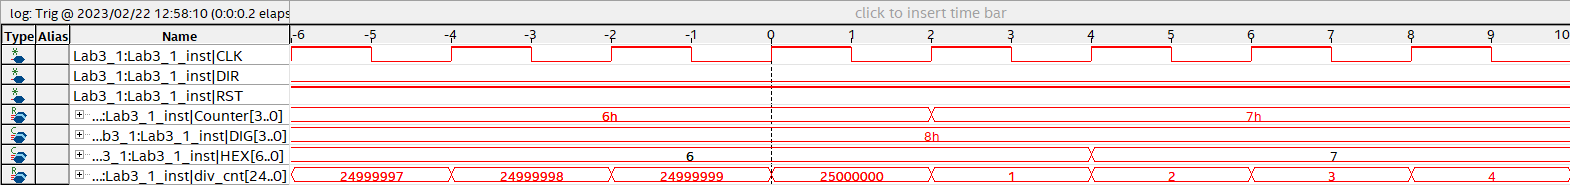 log: Trig @ 2023/02/22 12:58:10 (0:0:0.2 elaps click to insert time bar
Type Alias Name -6 -5 -4 -3 -2 -1 0 1 2 3 4 5 6 7 8 9 10
Lab3_1:Lab3_1_inst|CLK
Lab3_1:Lab3_1_inst|DIR
Lab3_1:Lab3_1_inst|RST
...:Lab3_1_inst|Counter[3..0] 6h 7h
...b3_1:Lab3_1_inst|DIG[3..0] 8h
...3_1:Lab3_1_inst|HEX[6..0] 6 7
...:Lab3_1_inst|div_cnt[24..0] 24999997 24999998 24999999 25000000 1 2 3 4